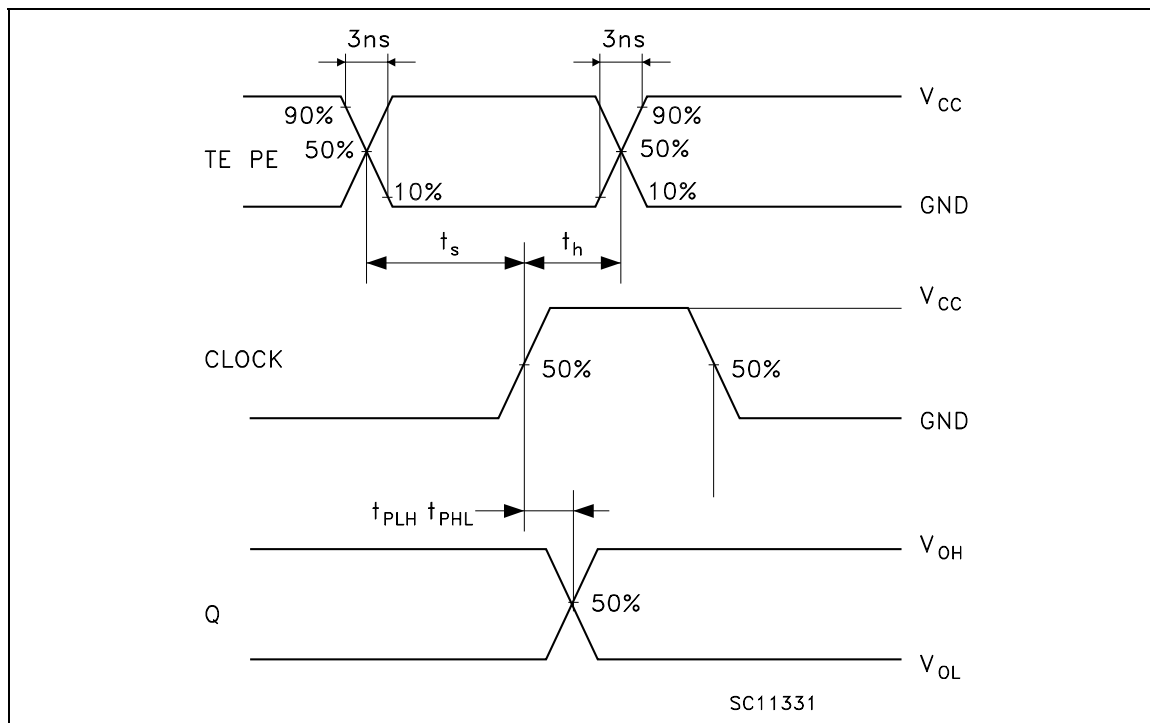 3ns 3ns
V_CC
90% 90%
TE PE 50% 50%
10% 10%
GND
t_s t_h
V_CC
CLOCK 50% 50%
GND
t_PLH t_PHL
V_OH
Q 50%
V_OL
SC11331